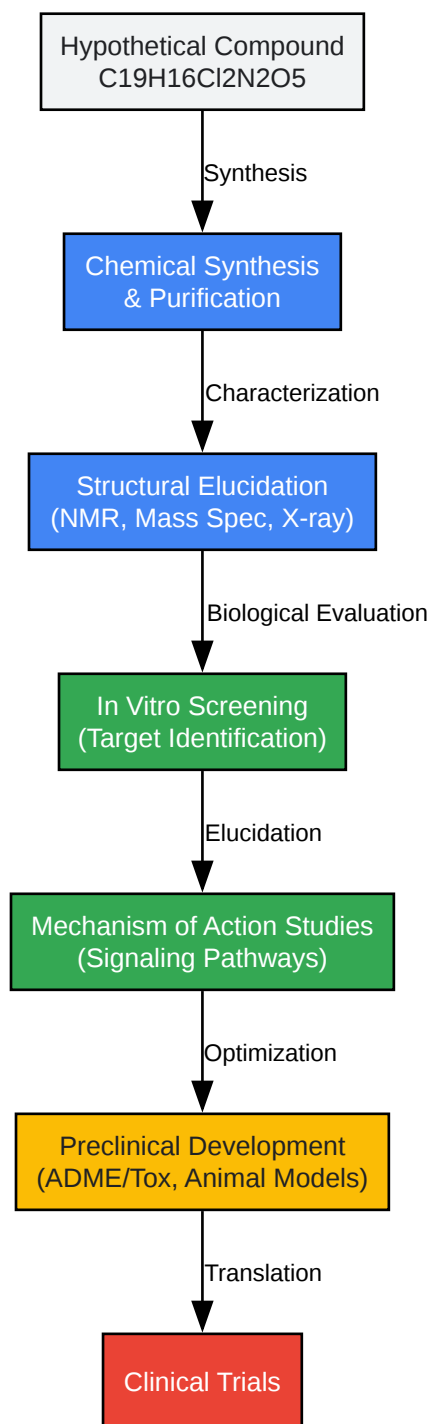 Hypothetical Compound
C19H16Cl2N2O5
Synthesis
Chemical Synthesis
& Purification
Characterization
Structural Elucidation
(NMR, Mass Spec, X-ray)
Biological Evaluation
In Vitro Screening
(Target Identification)
Elucidation
Mechanism of Action Studies
(Signaling Pathways)
Optimization
Preclinical Development
(ADME/Tox, Animal Models)
Translation
Clinical Trials